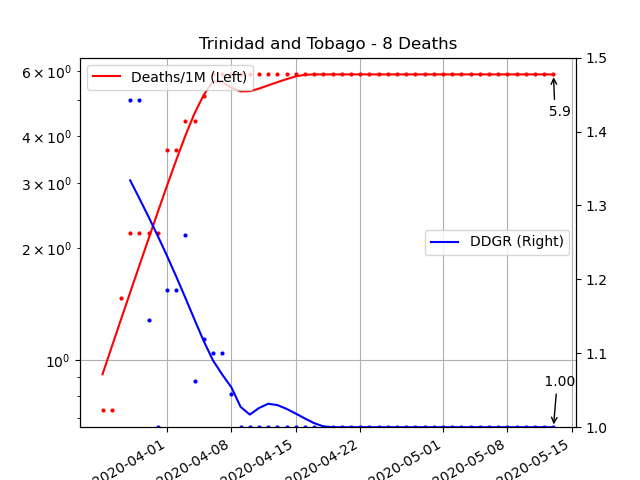 Trinidad and Tobago - 8 Deaths
Deaths/1M (Left)
DDGR (Right)
5.9
1.00
6 × 10⁰
4 × 10⁰
3 × 10⁰
2 × 10⁰
10⁰
1.5
1.4
1.3
1.2
1.1
1.0
2020-04-01
2020-04-08
2020-04-15
2020-04-22
2020-05-01
2020-05-08
2020-05-15